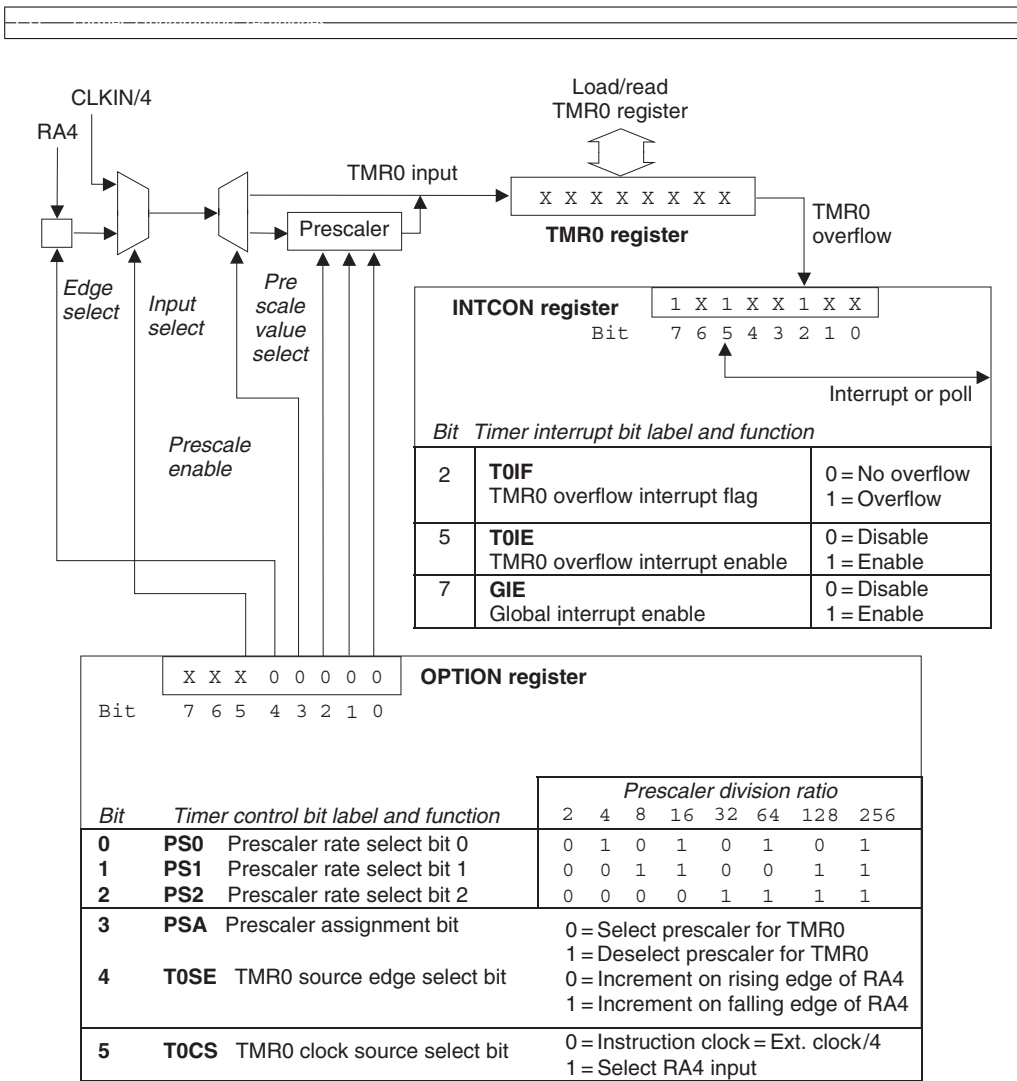 CLKIN/4
RA4
Load/read
TMR0 register
TMR0 input
X X X X X X X X
TMR0 register
TMR0
overflow
Prescaler
Edge
select
Input
select
Pre
scale
value
select
Prescale
enable
INTCON register 1 X 1 X X 1 X X
Bit 7 6 5 4 3 2 1 0
Interrupt or poll
Bit Timer interrupt bit label and function
2 T0IF 0 = No overflow
TMR0 overflow interrupt flag 1 = Overflow
5 T0IE 0 = Disable
TMR0 overflow interrupt enable 1 = Enable
7 GIE 0 = Disable
Global interrupt enable 1 = Enable
X X X 0 0 0 0 0 OPTION register
Bit 7 6 5 4 3 2 1 0
Prescaler division ratio
Bit Timer control bit label and function 2 4 8 16 32 64 128 256
0 PS0 Prescaler rate select bit 0 0 1 0 1 0 1 0 1
1 PS1 Prescaler rate select bit 1 0 0 1 1 0 0 1 1
2 PS2 Prescaler rate select bit 2 0 0 0 0 1 1 1 1
3 PSA Prescaler assignment bit 0 = Select prescaler for TMR0
1 = Deselect prescaler for TMR0
4 T0SE TMR0 source edge select bit 0 = Increment on rising edge of RA4
1 = Increment on falling edge of RA4
5 T0CS TMR0 clock source select bit 0 = Instruction clock = Ext. clock/4
1 = Select RA4 input